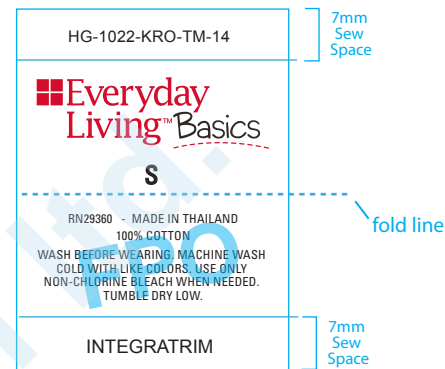 HG-1022-KRO-TM-14
7mm
Sew
Space
Everyday
Living™ Basics
S
fold line
RN29360 - MADE IN THAILAND
100% COTTON
WASH BEFORE WEARING. MACHINE WASH
COLD WITH LIKE COLORS. USE ONLY
NON-CHLORINE BLEACH WHEN NEEDED.
TUMBLE DRY LOW.
FPO
INTEGRATRIM
7mm
Sew
Space
ltd.